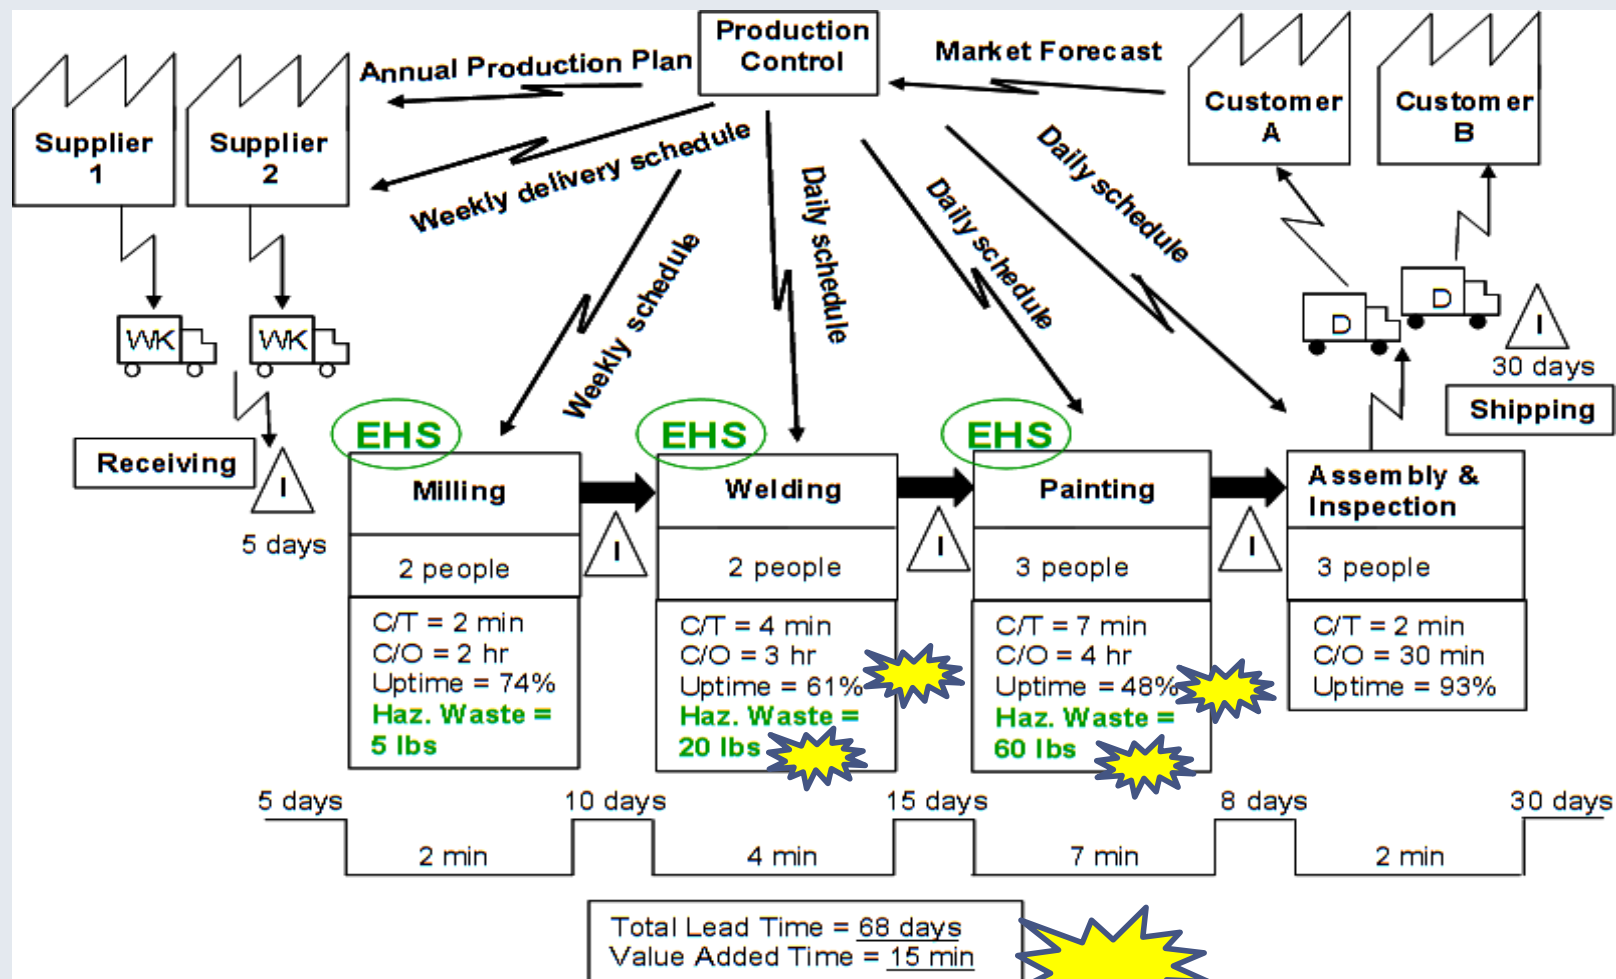 Production
Control
Annual Production Plan
Market Forecast
Supplier
1
Supplier
2
Customer
A
Customer
B
Weekly delivery schedule
Weekly schedule
Daily schedule
Daily schedule
Daily schedule
WK
WK
D
D
I
30 days
Shipping
Receiving
I
5 days
EHS
Milling
2 people
C/T = 2 min
C/O = 2 hr
Uptime = 74%
Haz. Waste =
5 lbs
I
EHS
Welding
2 people
C/T = 4 min
C/O = 3 hr
Uptime = 61%
Haz. Waste =
20 lbs
I
EHS
Painting
3 people
C/T = 7 min
C/O = 4 hr
Uptime = 48%
Haz. Waste =
60 lbs
I
Assembly &
Inspection
3 people
C/T = 2 min
C/O = 30 min
Uptime = 93%
5 days 10 days 15 days 8 days 30 days
2 min 4 min 7 min 2 min
Total Lead Time = 68 days
Value Added Time = 15 min